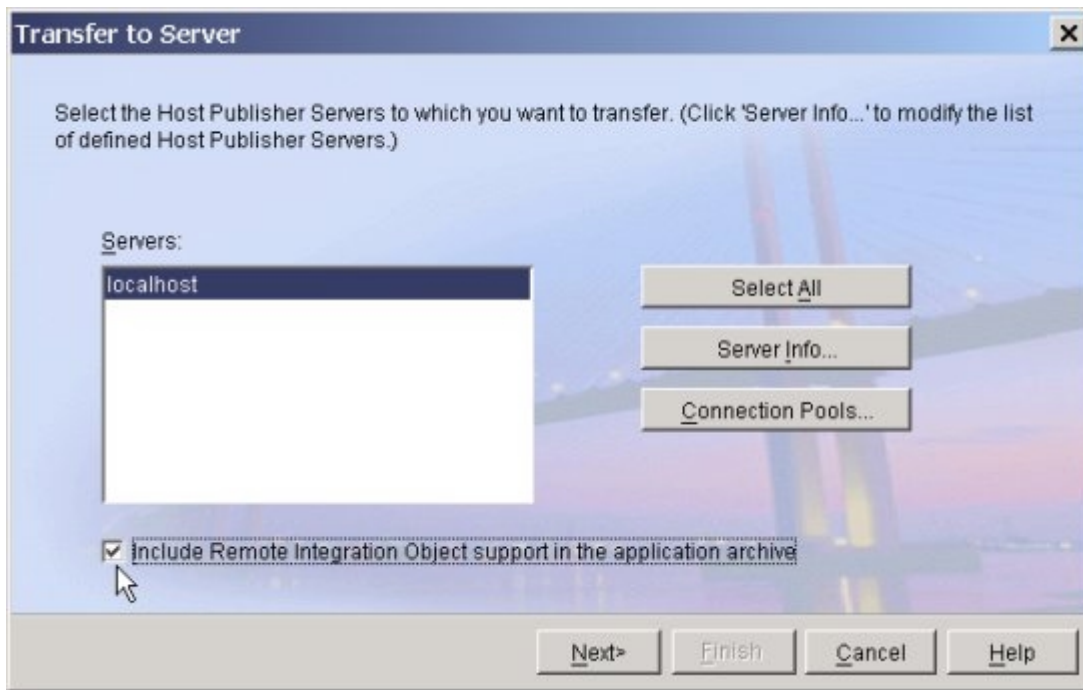 Transfer to Server
Select the Host Publisher Servers to which you want to transfer. (Click 'Server Info...' to modify the list
of defined Host Publisher Servers.)
Servers:
localhost
Select All
Server Info...
Connection Pools...
Include Remote Integration Object support in the application archive
Next> Finish Cancel Help